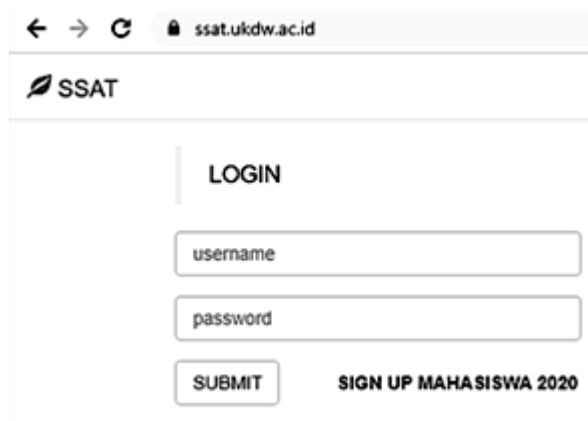 ssat.ukdw.ac.id
SSAT
LOGIN
username
password
SUBMIT SIGN UP MAHASISWA 2020